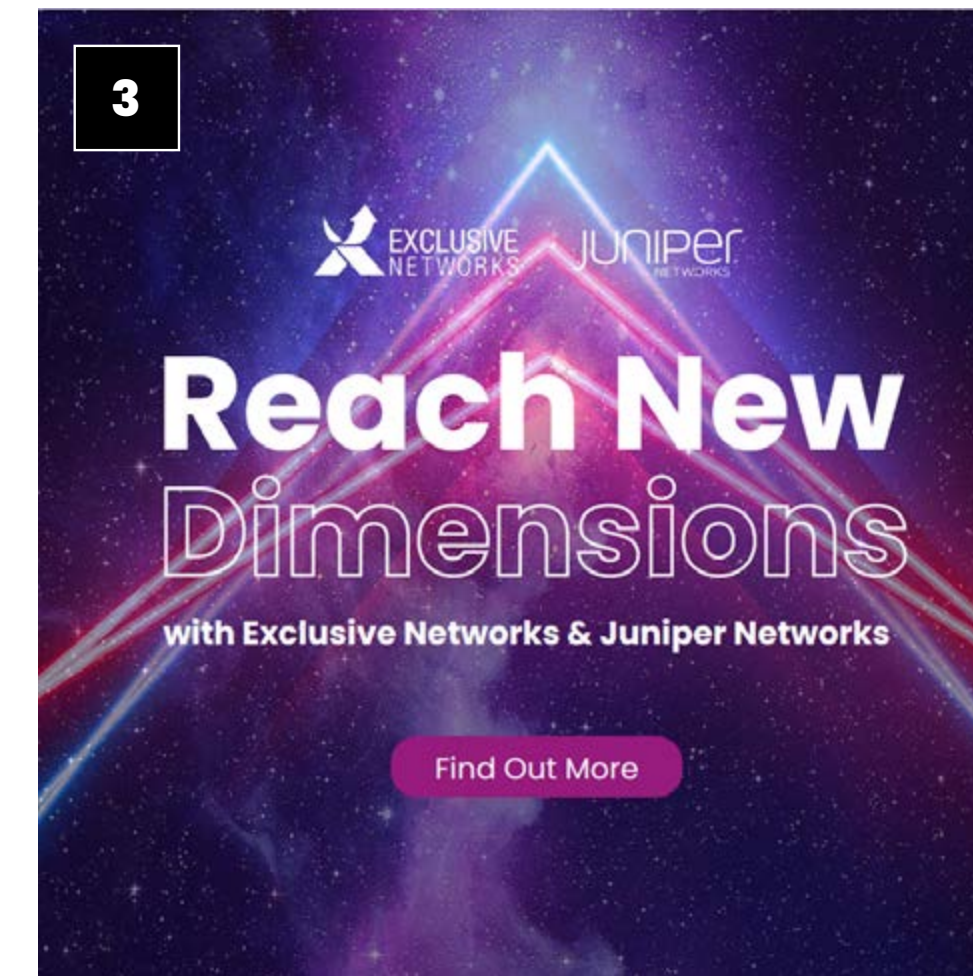 3
EXCLUSIVE
NETWORKS
JUNIPer
NETWORKS
Reach New
Dimensions
with Exclusive Networks & Juniper Networks
Find Out More